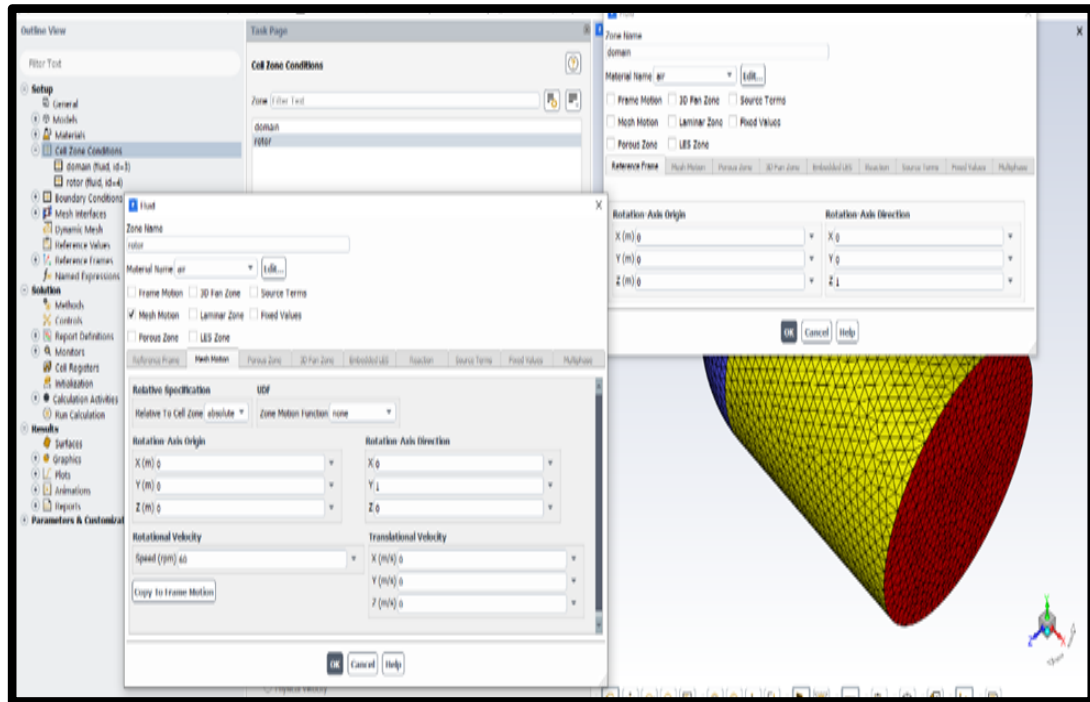 Outline View
Filter Text
Setup
General
Models
Materials
Cell Zone Conditions
domain (fluid, id=3)
rotor (fluid, id=4)
Boundary Conditions
Mesh Interfaces
Dynamic Mesh
Reference Values
Reference Frames
Named Expressions
Solution
Methods
Controls
Report Definitions
Monitors
Cell Registers
Initialization
Calculation Activities
Run Calculation
Results
Surfaces
Graphics
Plots
Animations
Reports
Parameters & Customizat
Task Page
Cell Zone Conditions
Zone Filter Text
domain
rotor
Fluid
Zone Name
rotor
Material Name air Edit...
Frame Motion 3D Fan Zone Source Terms
Mesh Motion Laminar Zone Fixed Values
Porous Zone LES Zone
Reference Frame Mesh Motion Porous Zone 3D Fan Zone Embedded LES Reaction Source Terms Fixed Values Multiphase
Relative Specification UDF
Relative To Cell Zone absolute Zone Motion Function none
Rotation-Axis Origin Rotation-Axis Direction
X (m) 0 X 0
Y (m) 0 Y 1
Z (m) 0 Z 0
Rotational Velocity Translational Velocity
Speed (rpm) 60 X (m/s) 0
Y (m/s) 0
Copy To Frame Motion Z (m/s) 0
OK Cancel Help
Zone Name
domain
Material Name air Edit...
Frame Motion 3D Fan Zone Source Terms
Mesh Motion Laminar Zone Fixed Values
Porous Zone LES Zone
Reference Frame Mesh Motion Porous Zone 3D Fan Zone Embedded LES Reaction Source Terms Fixed Values Multiphase
Rotation-Axis Origin Rotation-Axis Direction
X (m) 0 X 0
Y (m) 0 Y 0
Z (m) 0 Z 1
OK Cancel Help